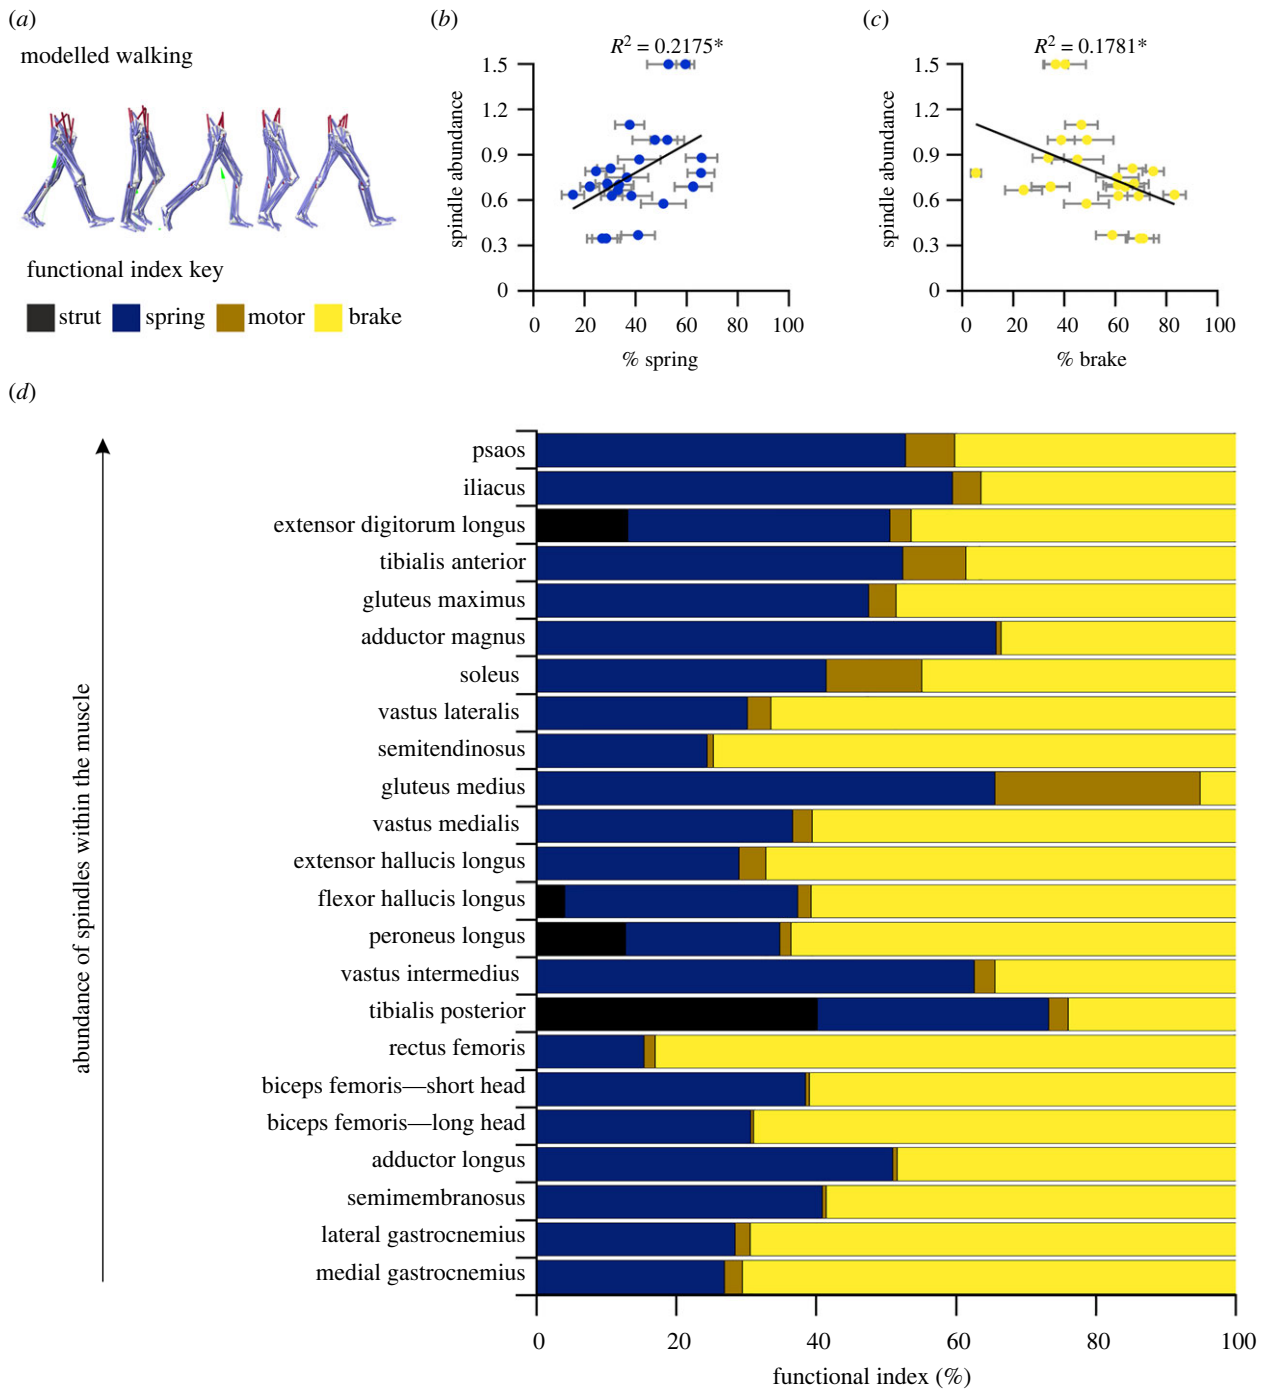 (a)
modelled walking
functional index key
strut spring motor brake
(b)
R² = 0.2175*
spindle abundance
1.5
1.2
0.9
0.6
0.3
0
0 20 40 60 80 100
% spring
(c)
R² = 0.1781*
spindle abundance
1.5
1.2
0.9
0.6
0.3
0
0 20 40 60 80 100
% brake
(d)
abundance of spindles within the muscle
psaos
iliacus
extensor digitorum longus
tibialis anterior
gluteus maximus
adductor magnus
soleus
vastus lateralis
semitendinosus
gluteus medius
vastus medialis
extensor hallucis longus
flexor hallucis longus
peroneus longus
vastus intermedius
tibialis posterior
rectus femoris
biceps femoris—short head
biceps femoris—long head
adductor longus
semimembranosus
lateral gastrocnemius
medial gastrocnemius
0 20 40 60 80 100
functional index (%)